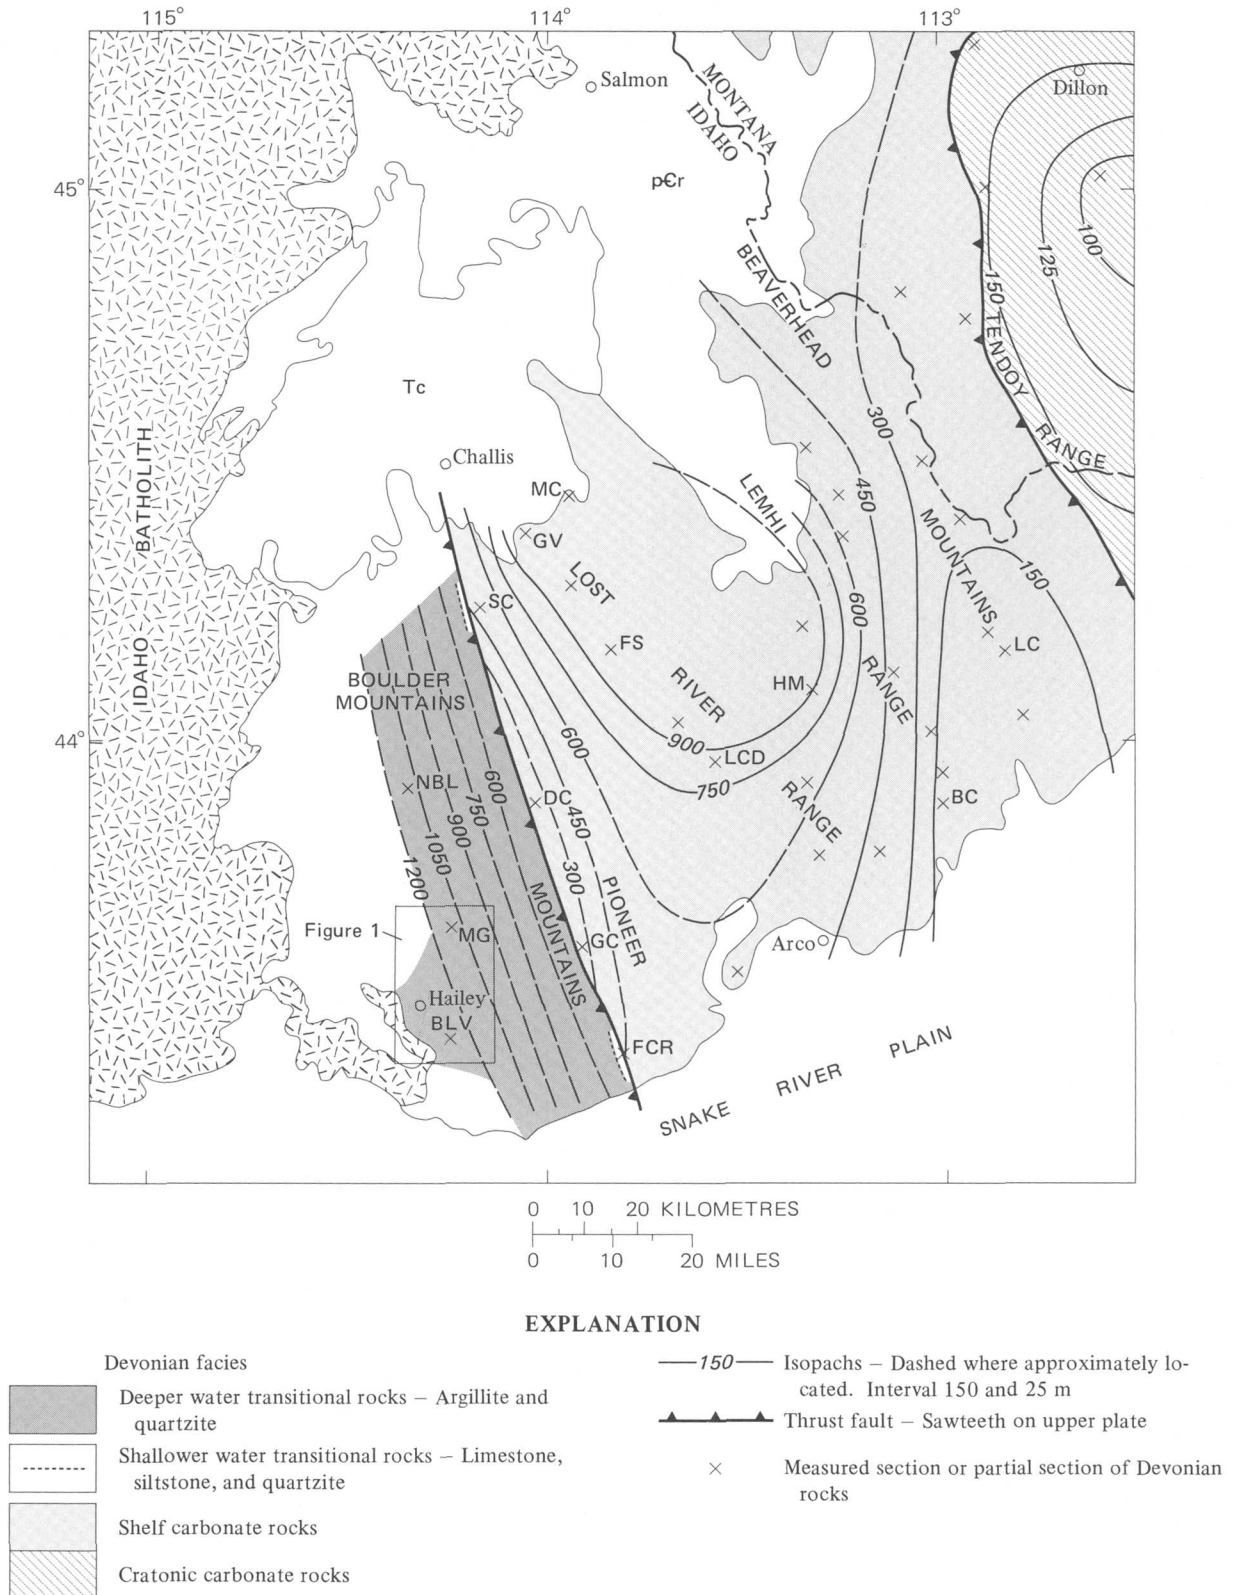 115°
114°
113°
Salmon
MONTANA
IDAHO
Dillon
45°
pЄr
BEAVERHEAD
100
125
150
TENDOY
RANGE
Tc
300
IDAHO BATHOLITH
Challis
MC
LEMHI
450
MOUNTAINS
GV
LOST
150
SC
600
FS
LC
BOULDER
MOUNTAINS
RIVER
HM
RANGE
44°
600
900
LCD
NBL
600
750
DC
750
RANGE
BC
900
450
1050
1200
300
PIONEER
MOUNTAINS
Figure 1
MG
GC
Arco
Hailey
BLV
FCR
SNAKE RIVER PLAIN
0 10 20 KILOMETRES
0 10 20 MILES
EXPLANATION
Devonian facies
Deeper water transitional rocks – Argillite and
quartzite
Shallower water transitional rocks – Limestone,
siltstone, and quartzite
Shelf carbonate rocks
Cratonic carbonate rocks
150
Isopachs – Dashed where approximately lo-
cated. Interval 150 and 25 m
Thrust fault – Sawteeth on upper plate
Measured section or partial section of Devonian
rocks